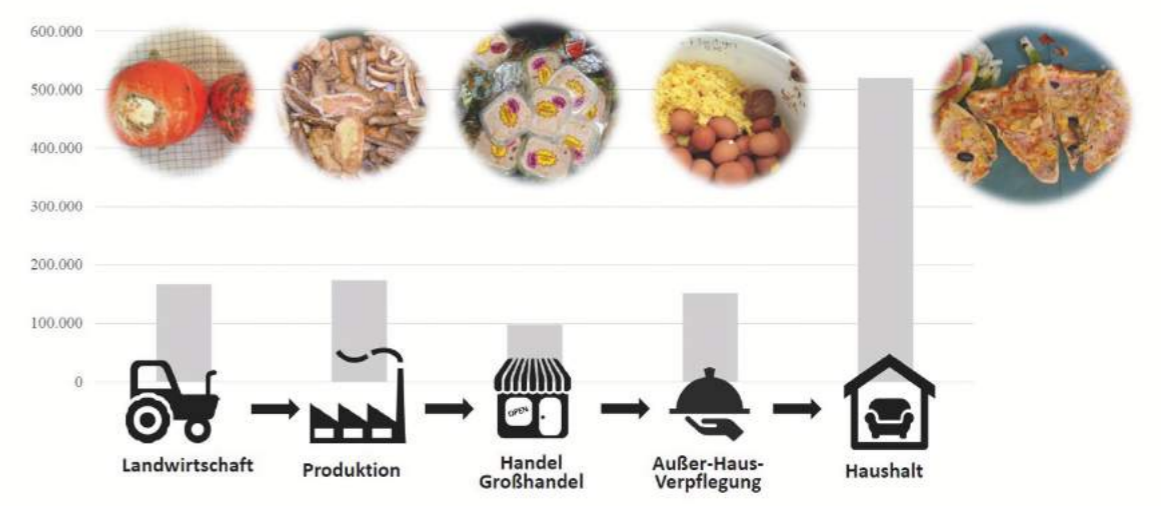 600.000
500.000
400.000
300.000
200.000
100.000
0
OPEN
Landwirtschaft
Produktion
Handel
Großhandel
Außer-Haus-
Verpflegung
Haushalt